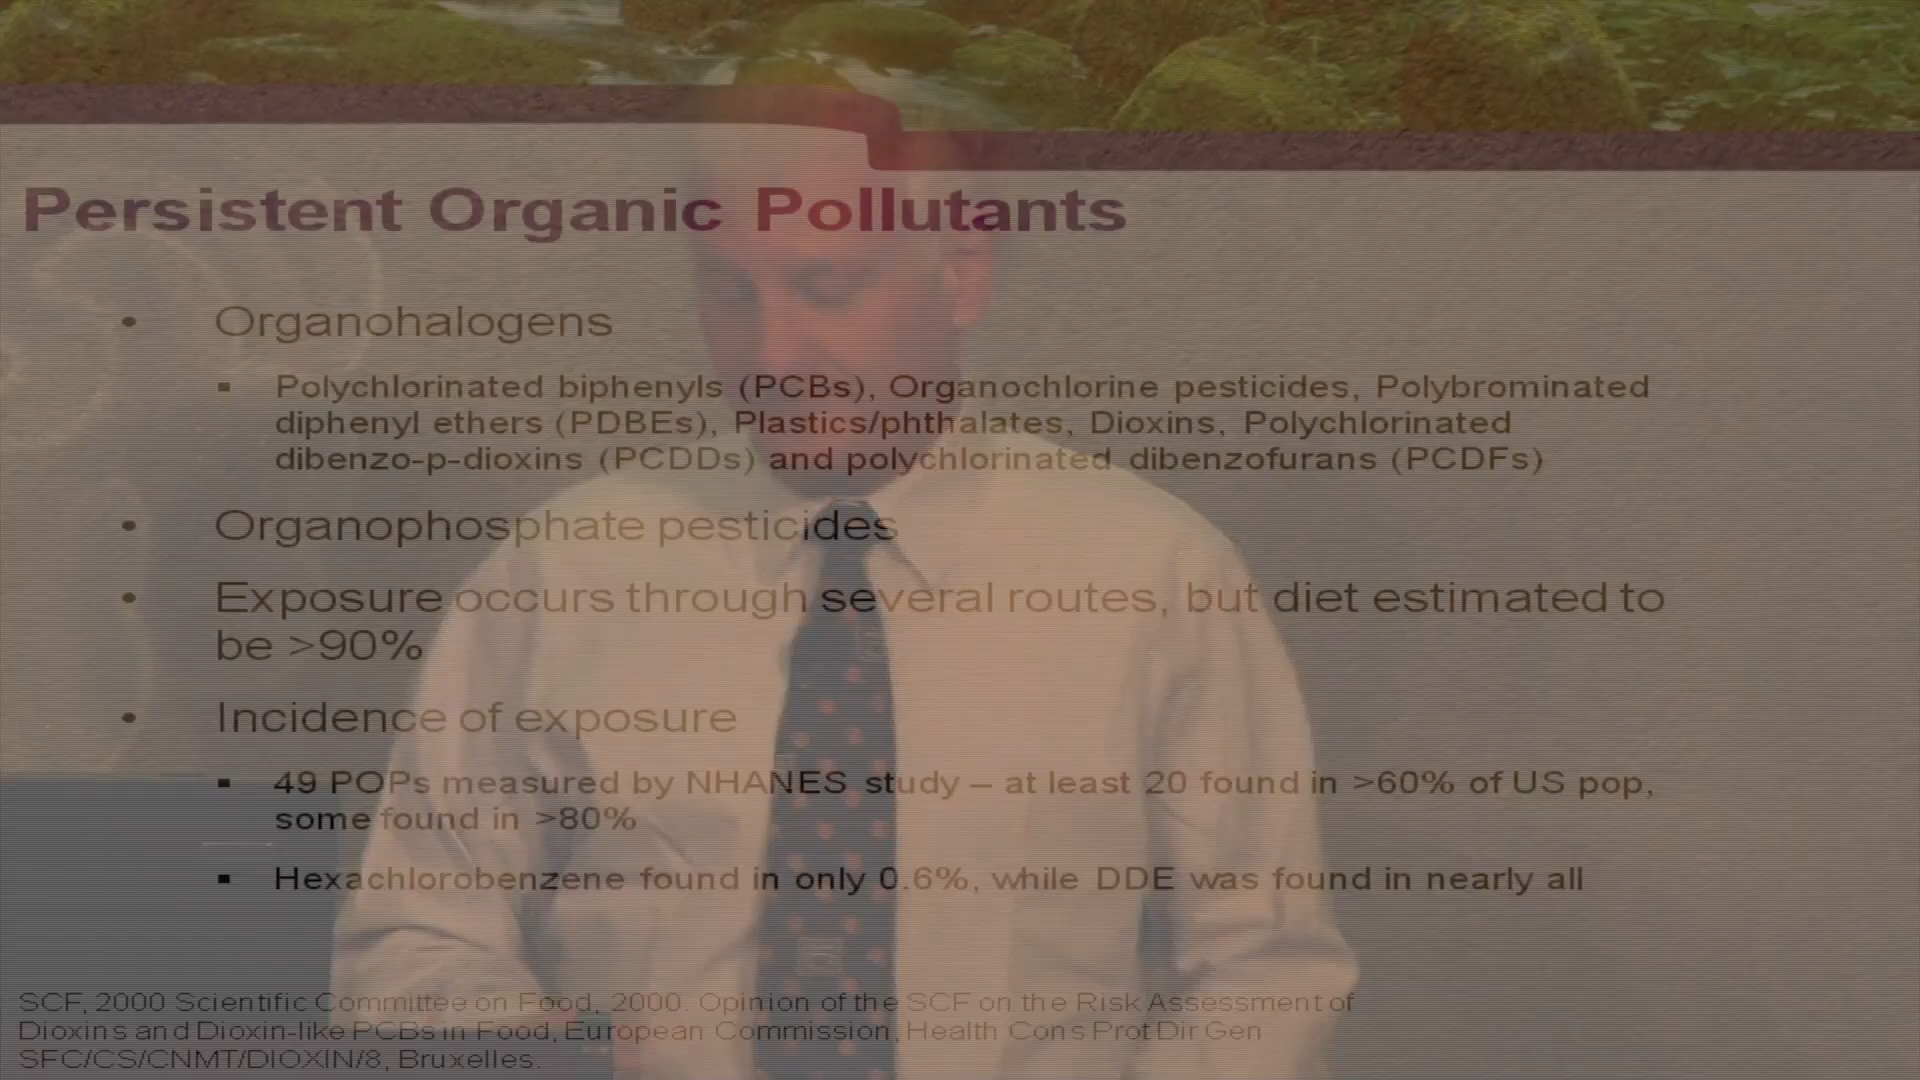 Persistent Organic Pollutants
• Organohalogens
▪ Polychlorinated biphenyls (PCBs), Organochlorine pesticides, Polybrominated
diphenyl ethers (PDBEs), Plastics/phthalates, Dioxins, Polychlorinated
dibenzo-p-dioxins (PCDDs) and polychlorinated dibenzofurans (PCDFs)
• Organophosphate pesticides
• Exposure occurs through several routes, but diet estimated to
be >90%
• Incidence of exposure
▪ 49 POPs measured by NHANES study – at least 20 found in >60% of US pop,
some found in >80%
▪ Hexachlorobenzene found in only 0.6%, while DDE was found in nearly all
SCF, 2000 Scientific Committee on Food, 2000. Opinion of the SCF on the Risk Assessment of
Dioxins and Dioxin-like PCBs in Food, European Commission, Health Cons Prot Dir Gen
SFC/CS/CNMT/DIOXIN/8, Bruxelles.